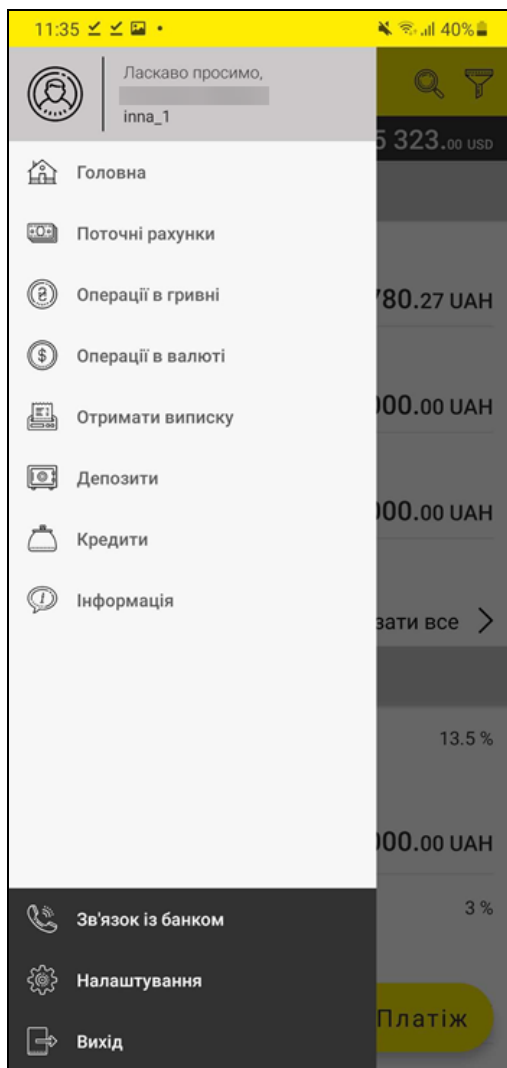 11:35
40%
Ласкаво просимо,
inna_1
5 323.00 USD
Головна
Поточні рахунки
Операції в гривні
780.27 UAH
Операції в валюті
Отримати виписку
000.00 UAH
Депозити
000.00 UAH
Кредити
Інформація
зати все
13.5 %
000.00 UAH
3 %
Зв'язок із банком
Налаштування
Платіж
Вихід